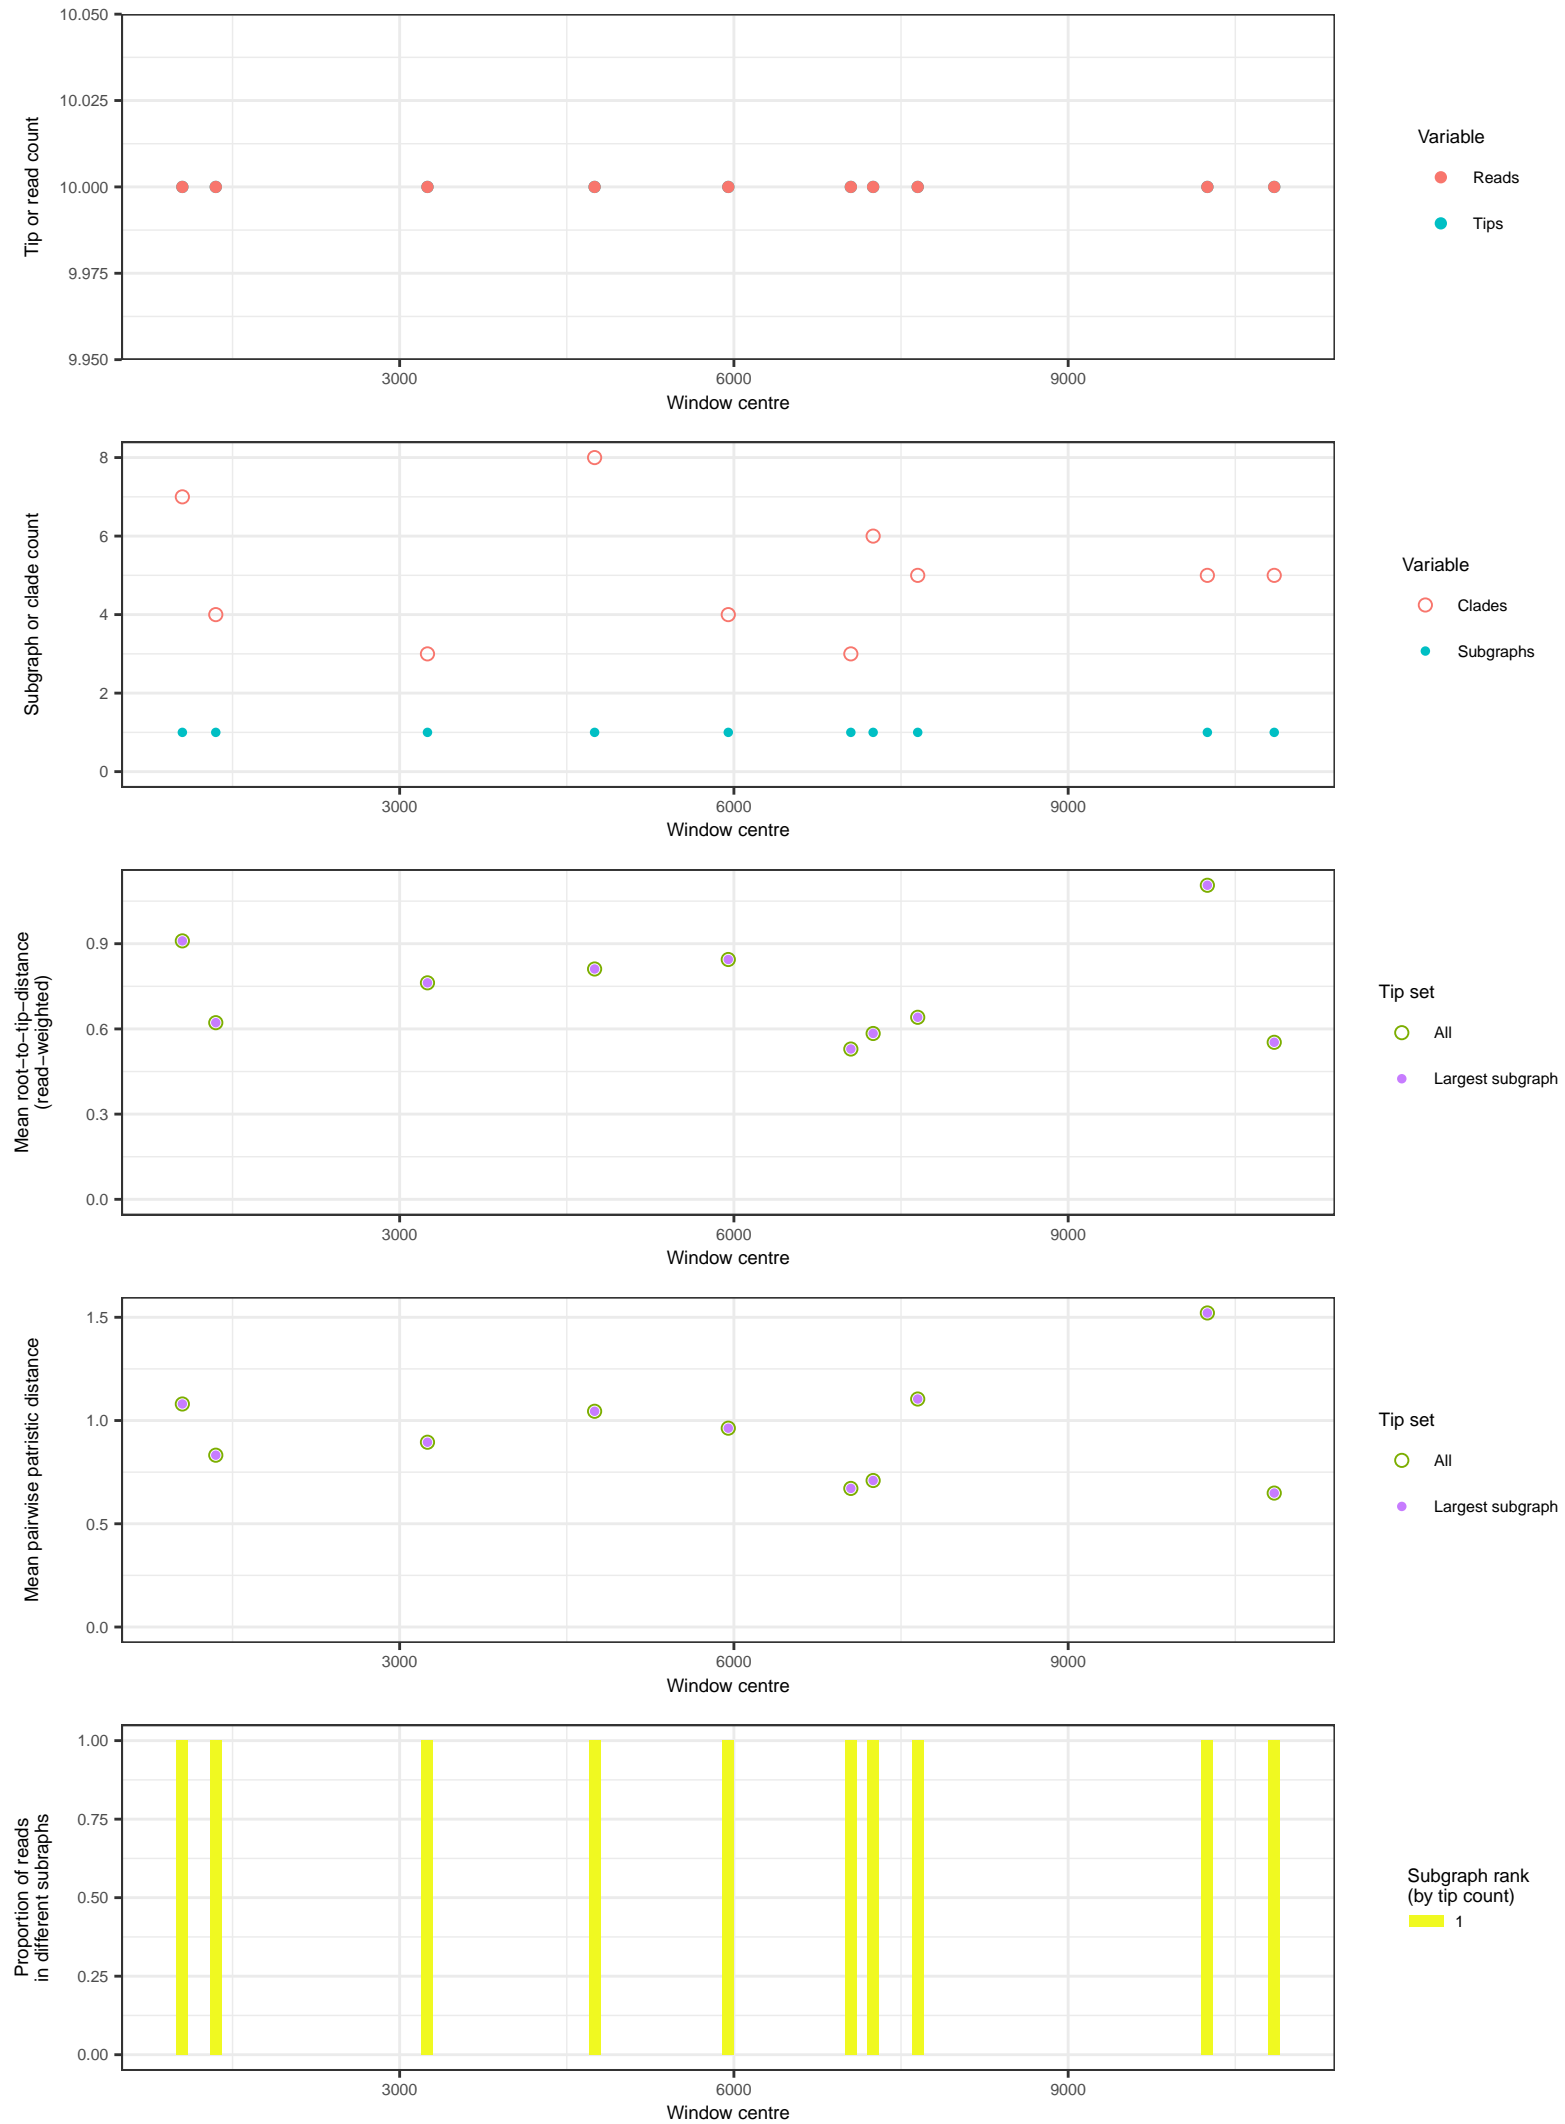 10.050
10.025
10.000
9.975
9.950
Tip or read count
3000 6000 9000
Window centre
Variable
Reads
Tips
8
6
4
2
0
Subgraph or clade count
3000 6000 9000
Window centre
Variable
Clades
Subgraphs
0.9
0.6
0.3
0.0
Mean root−to−tip−distance
(read−weighted)
3000 6000 9000
Window centre
Tip set
All
Largest subgraph
1.5
1.0
0.5
0.0
Mean pairwise patristic distance
3000 6000 9000
Window centre
Tip set
All
Largest subgraph
1.00
0.75
0.50
0.25
0.00
Proportion of reads
in different subraphs
3000 6000 9000
Window centre
Subgraph rank
(by tip count)
1